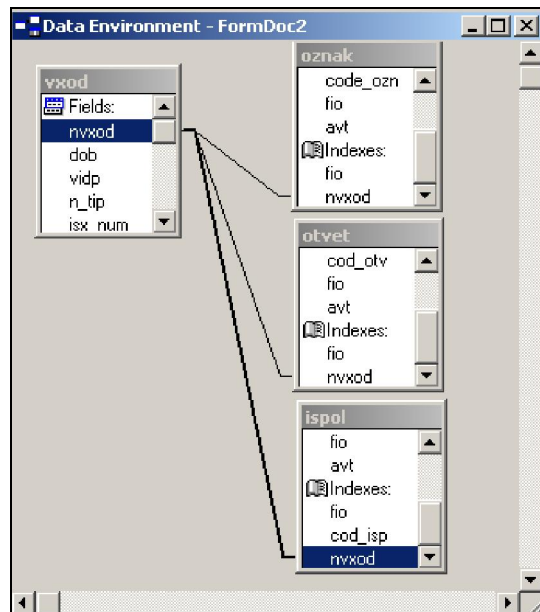 Data Environment - FormDoc2
vxod
Fields:
nvxod
dob
vidp
n_tip
isx_num
oznak
code_ozn
fio
avt
Indexes:
fio
nvxod
otvet
cod_otv
fio
avt
Indexes:
fio
nvxod
ispol
fio
avt
Indexes:
fio
cod_isp
nvxod